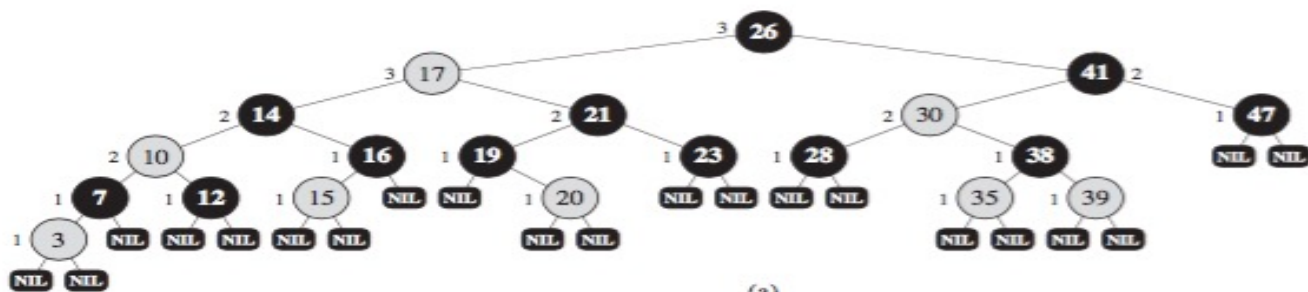 3 26
3 17 41 2
2 14 2 21 2 30 1 47
2 10 1 16 1 19 1 23 1 28 1 38 NIL NIL
1 7 1 12 1 15 NIL NIL 1 20 NIL NIL NIL NIL 1 35 1 39
1 3 NIL NIL NIL NIL NIL NIL NIL NIL NIL NIL NIL
NIL NIL
(a)